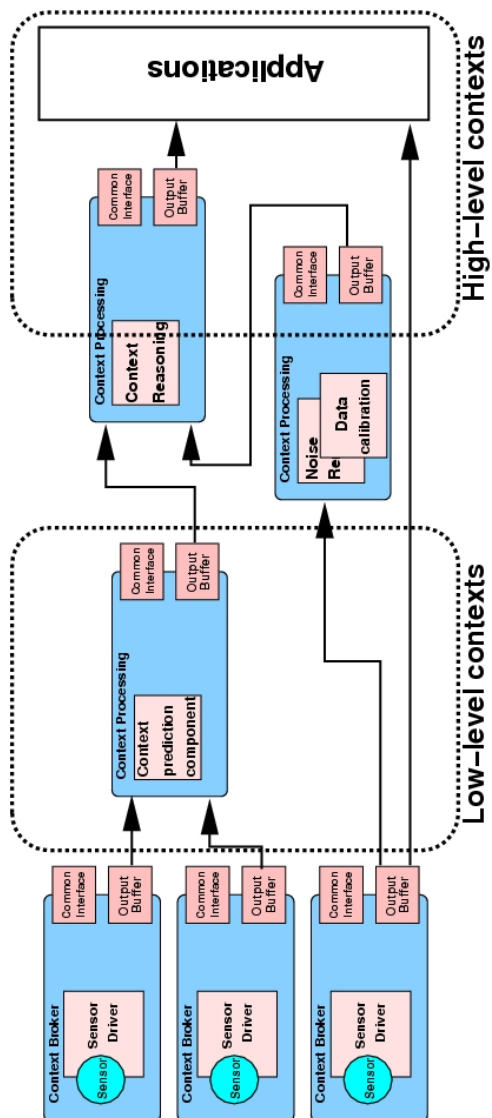 Applications
Common
Interface
Output
Buffer
Context Processing
Context
Reasoning
Common
Interface
Output
Buffer
Context Processing
Noise
Re
Data
calibration
High-level contexts
Common
Interface
Output
Buffer
Context Processing
Context
prediction
component
Low-level contexts
Common
Interface
Output
Buffer
Context Broker
Sensor
Driver
Sensor
Common
Interface
Output
Buffer
Context Broker
Sensor
Driver
Sensor
Common
Interface
Output
Buffer
Context Broker
Sensor
Driver
Sensor